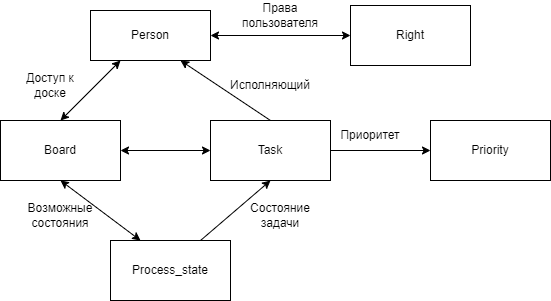 Person
Права
пользователя
Right
Доступ к
доске
Исполняющий
Board
Task
Приоритет
Priority
Возможные
состояния
Состояние
задачи
Process_state